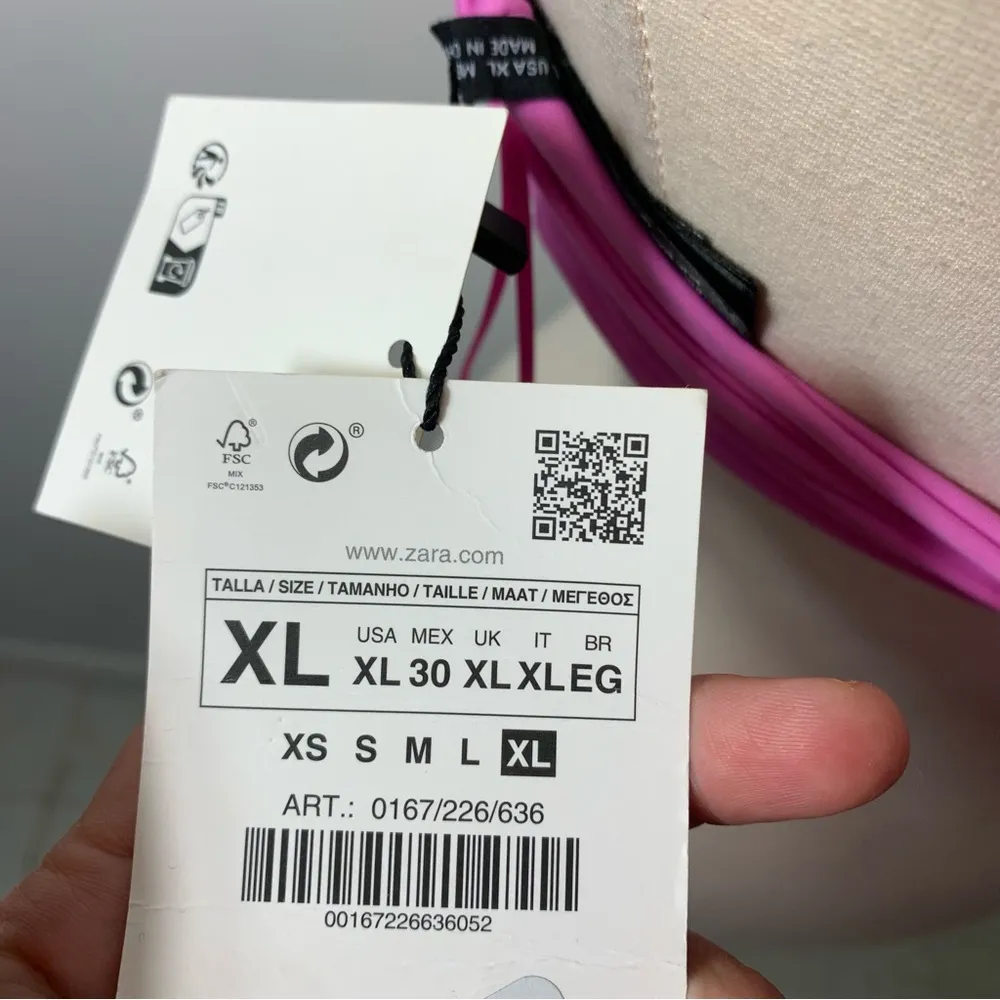 USA XL
MADE IN
FSC
®
MIX
FSC®C121353
®
www.zara.com
TALLA / SIZE / TAMANHO / TAILLE / MAAT / ΜΕΓΕΘΟΣ
XL
USA MEX UK IT BR
XL 30 XL XL EG
XS S M L XL
ART.: 0167/226/636
00167226636052